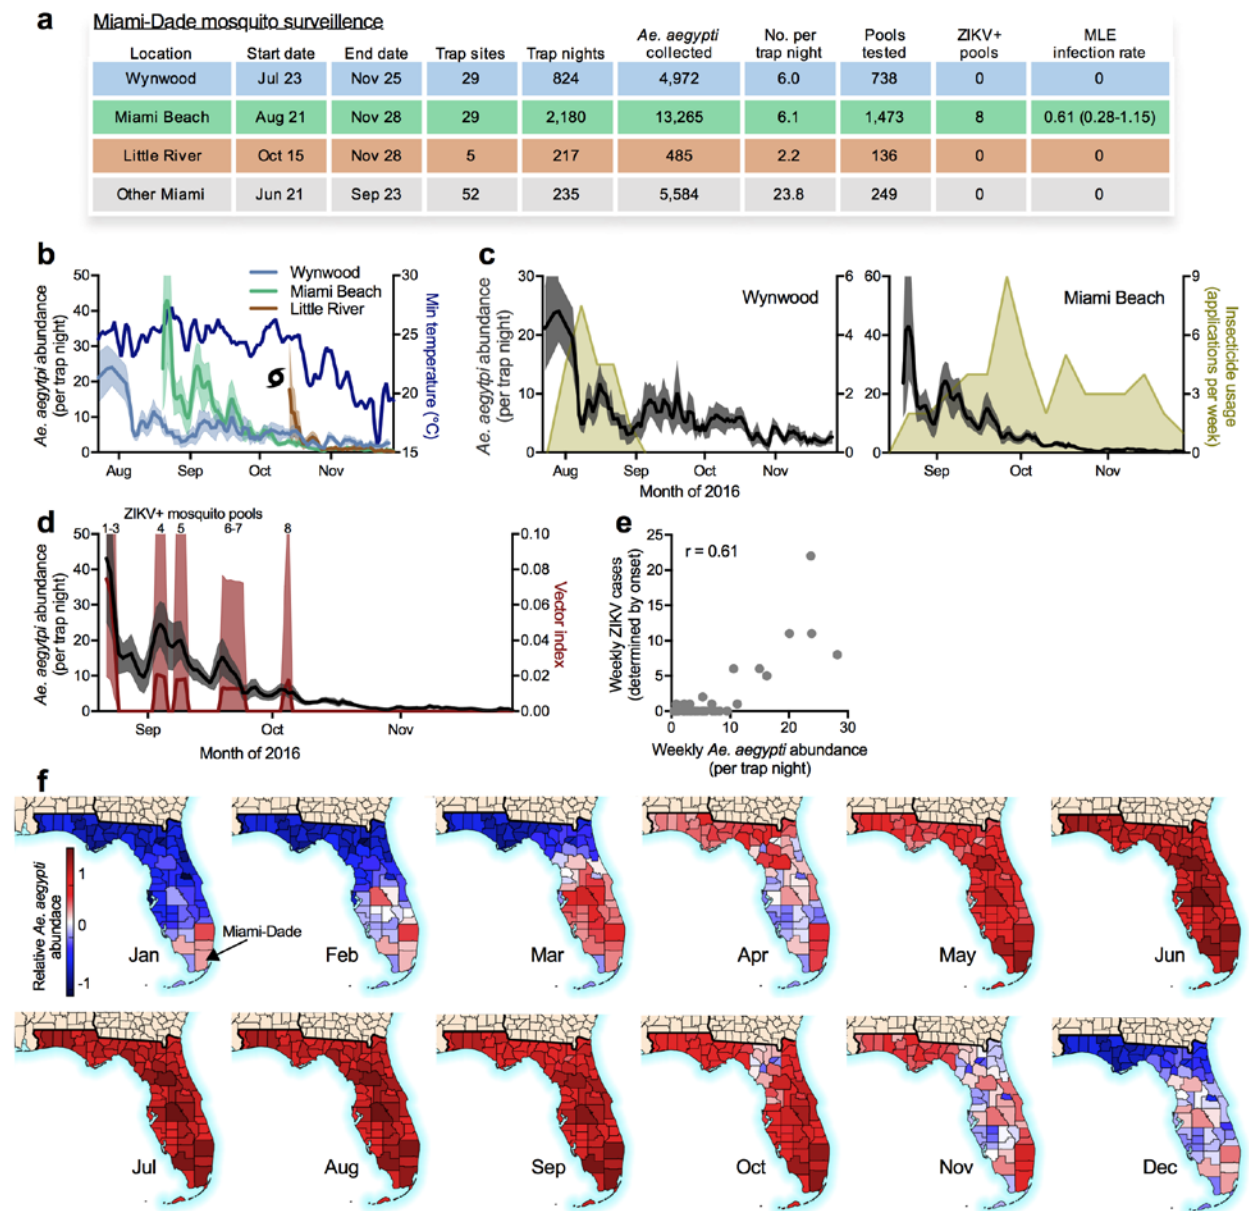 a
Miami-Dade mosquito surveillence
Location Start date End date Trap sites Trap nights Ae. aegypti collected No. per trap night Pools tested ZIKV+ pools MLE infection rate
Wynwood Jul 23 Nov 25 29 824 4,972 6.0 738 0 0
Miami Beach Aug 21 Nov 28 29 2,180 13,265 6.1 1,473 8 0.61 (0.28-1.15)
Little River Oct 15 Nov 28 5 217 485 2.2 136 0 0
Other Miami Jun 21 Sep 23 52 235 5,584 23.8 249 0 0
b
Ae. aegytpi abundance
(per trap night)
50
40
30
20
10
0
Wynwood
Miami Beach
Little River
30
25
20
15
Min temperature (°C)
Aug Sep Oct Nov
c
Ae. aegytpi abundance
(per trap night)
30
20
10
0
Wynwood
6
4
2
0
Aug Sep Oct Nov
Month of 2016
60
40
20
0
Miami Beach
9
6
3
0
Insecticide usage
(applications per week)
Sep Oct Nov
d
ZIKV+ mosquito pools
1-3 4 5 6-7 8
Ae. aegytpi abundance
(per trap night)
50
40
30
20
10
0
0.10
0.08
0.06
0.04
0.02
0.00
Vector index
Sep Oct Nov
Month of 2016
e
r = 0.61
Weekly ZIKV cases
(determined by onset)
25
20
15
10
5
0
0 10 20 30
Weekly Ae. aegypti abundance
(per trap night)
f
Relative Ae. aegypti
abundace
1
0
-1
Miami-Dade
Jan Feb Mar Apr May Jun
Jul Aug Sep Oct Nov Dec